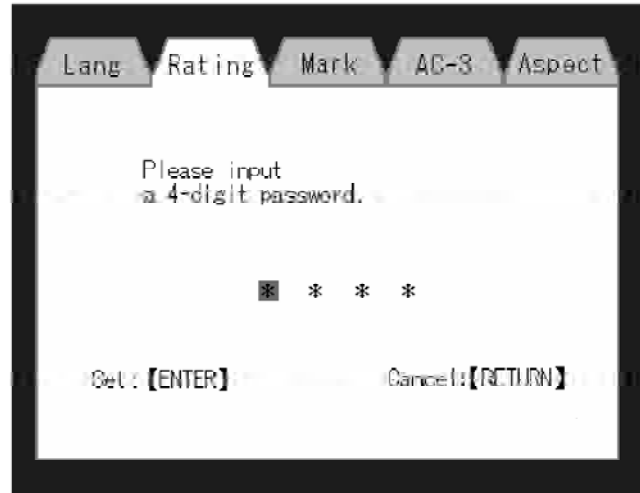 Lang Rating Mark AC-3 Aspect
Please input
a 4-digit password.
* * * *
Set:【ENTER】 Cancel:【RETURN】